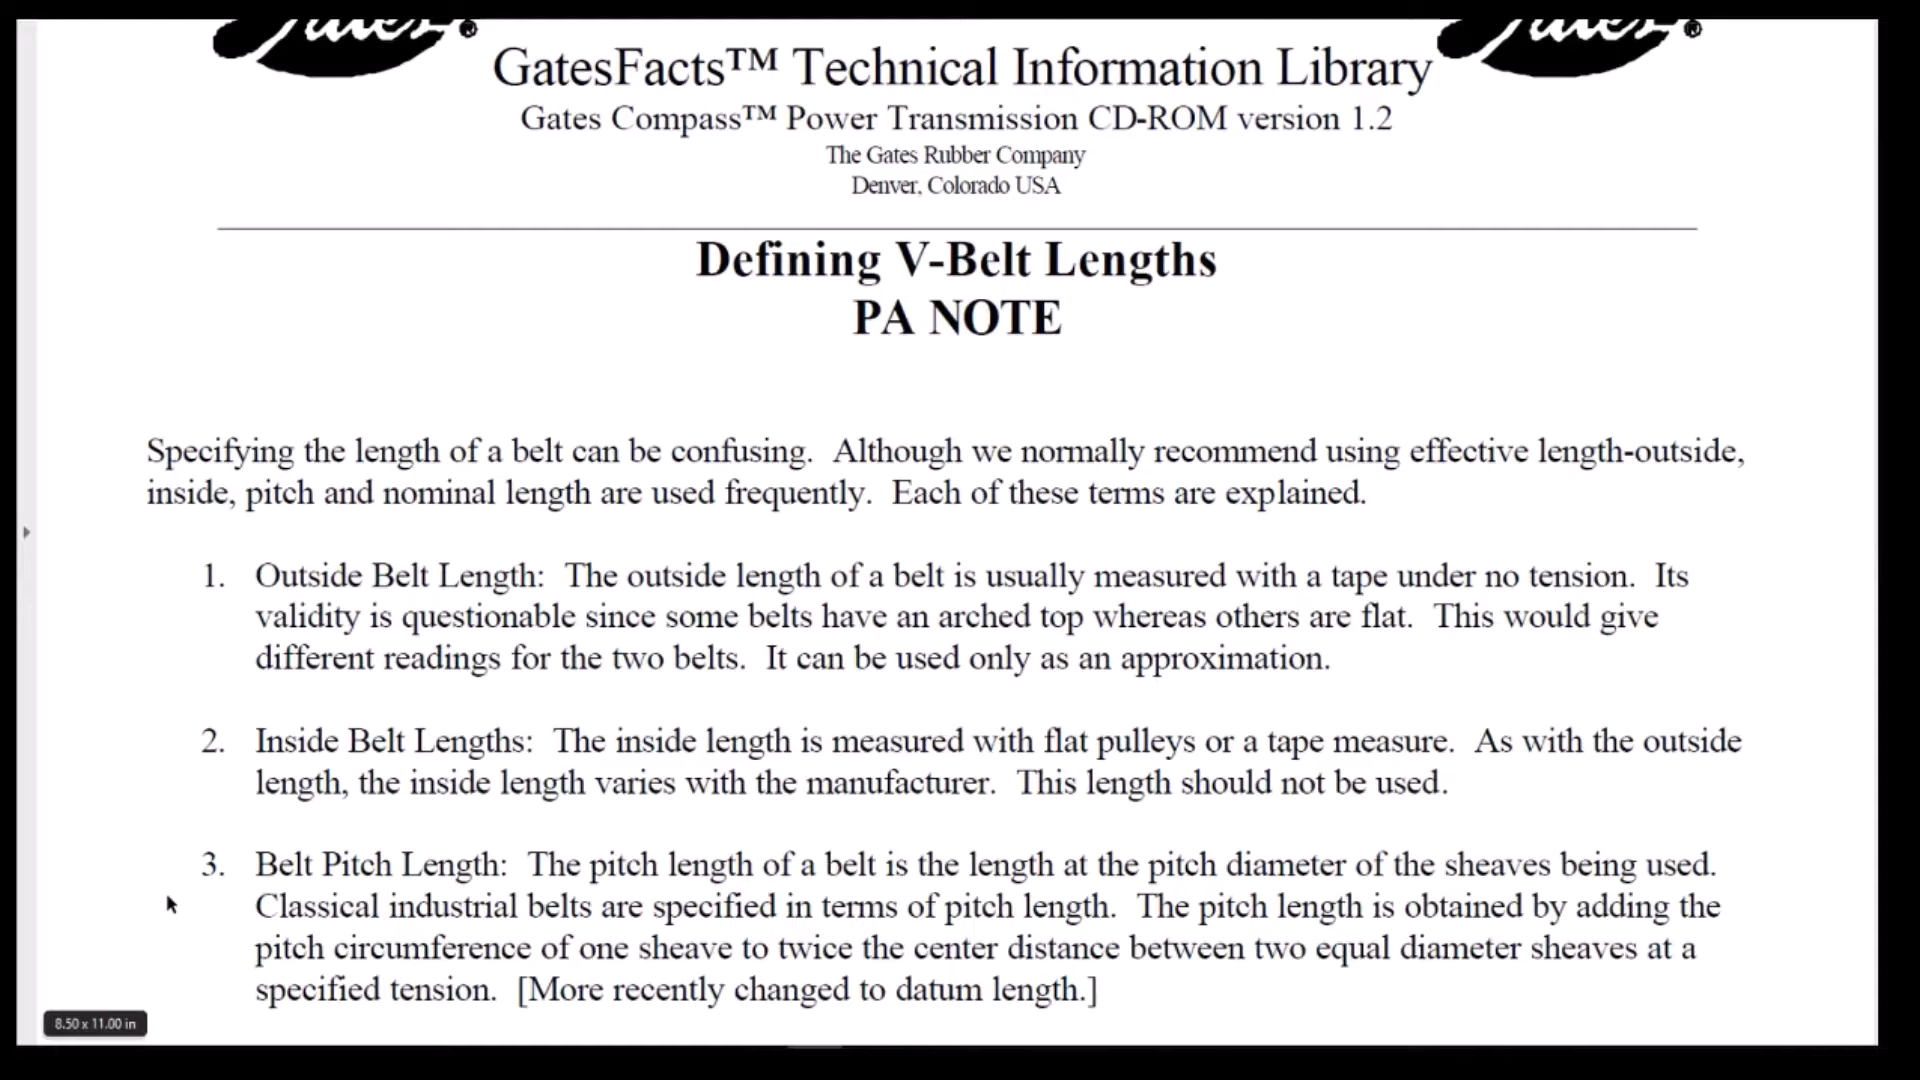 GatesFacts™ Technical Information Library
Gates Compass™ Power Transmission CD-ROM version 1.2
The Gates Rubber Company
Denver, Colorado USA
Defining V-Belt Lengths
PA NOTE
Specifying the length of a belt can be confusing.  Although we normally recommend using effective length-outside,
inside, pitch and nominal length are used frequently.  Each of these terms are explained.
1. Outside Belt Length:  The outside length of a belt is usually measured with a tape under no tension.  Its
validity is questionable since some belts have an arched top whereas others are flat.  This would give
different readings for the two belts.  It can be used only as an approximation.
2. Inside Belt Lengths:  The inside length is measured with flat pulleys or a tape measure.  As with the outside
length, the inside length varies with the manufacturer.  This length should not be used.
3. Belt Pitch Length:  The pitch length of a belt is the length at the pitch diameter of the sheaves being used.
Classical industrial belts are specified in terms of pitch length.  The pitch length is obtained by adding the
pitch circumference of one sheave to twice the center distance between two equal diameter sheaves at a
specified tension.  [More recently changed to datum length.]
8.50 x 11.00 in